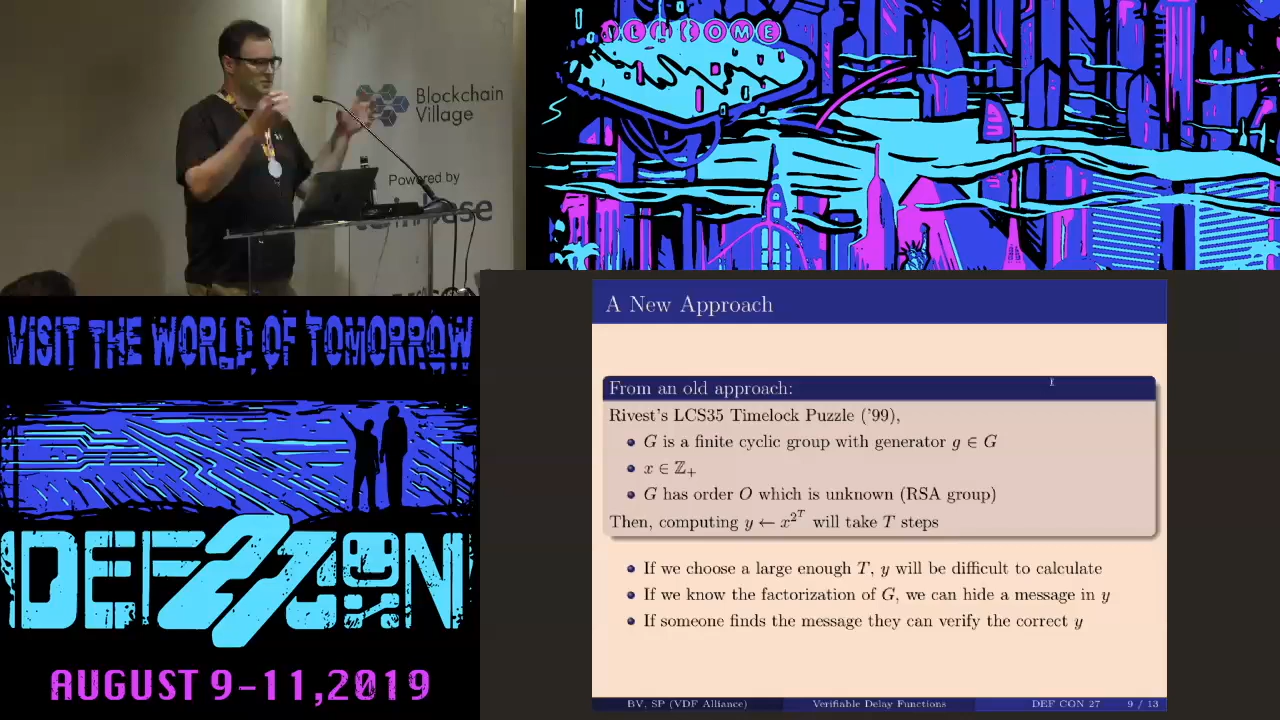 Blockchain
Village
Powered by
WELCOME
VISIT THE WORLD OF TOMORROW
DEF CON
27
AUGUST 9-11,2019
A New Approach
From an old approach:
Rivest's LCS35 Timelock Puzzle ('99),
G is a finite cyclic group with generator g ∈ G
x ∈ ℤ₊
G has order O which is unknown (RSA group)
Then, computing y ← x^{2^T} will take T steps
If we choose a large enough T, y will be difficult to calculate
If we know the factorization of G, we can hide a message in y
If someone finds the message they can verify the correct y
BV, SP (VDF Alliance) Verifiable Delay Functions DEF CON 27 9 / 13